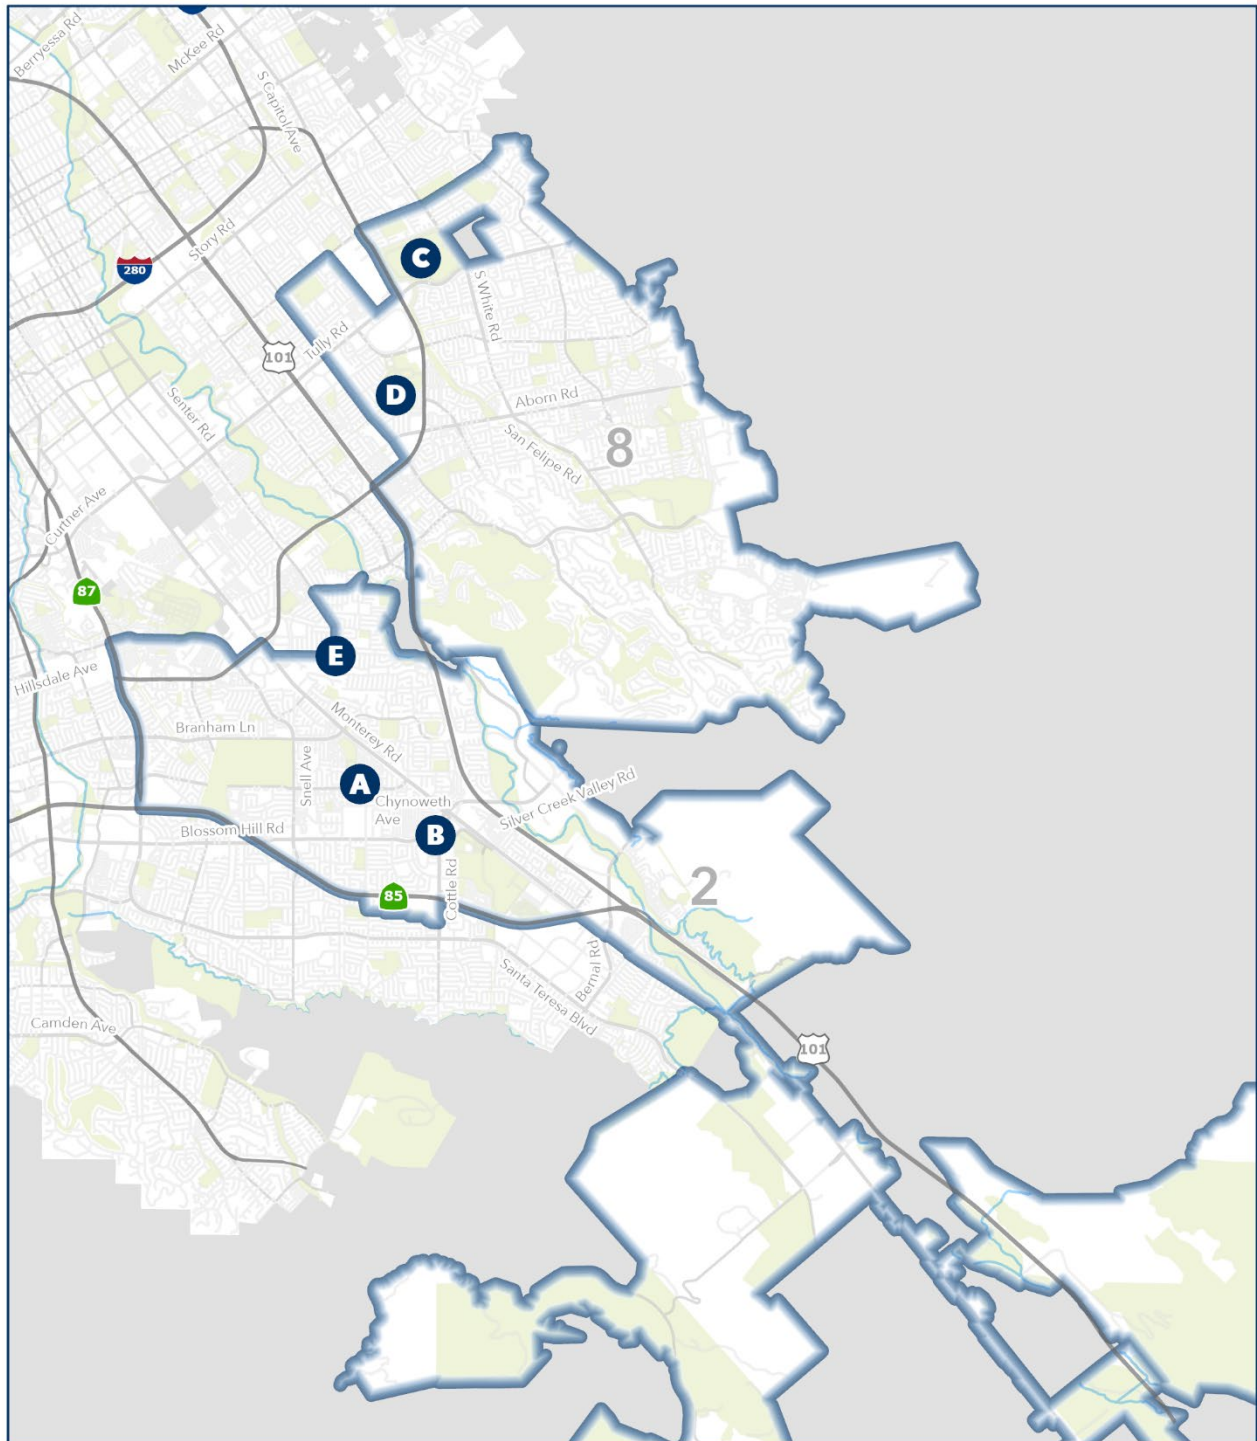 Berryessa Rd
McKee Rd
S Capitol Ave
Story Rd
280
C
S White Rd
101
Tully Rd
D
Aborn Rd
Senter Rd
San Felipe Rd
8
Curtner Ave
87
E
Hillsdale Ave
Monterey Rd
Branham Ln
Snell Ave
A
Silver Creek Valley Rd
Chynoweth
Ave
Blossom Hill Rd
B
85
Cottle Rd
2
Bernal Rd
Santa Teresa Blvd
Camden Ave
101